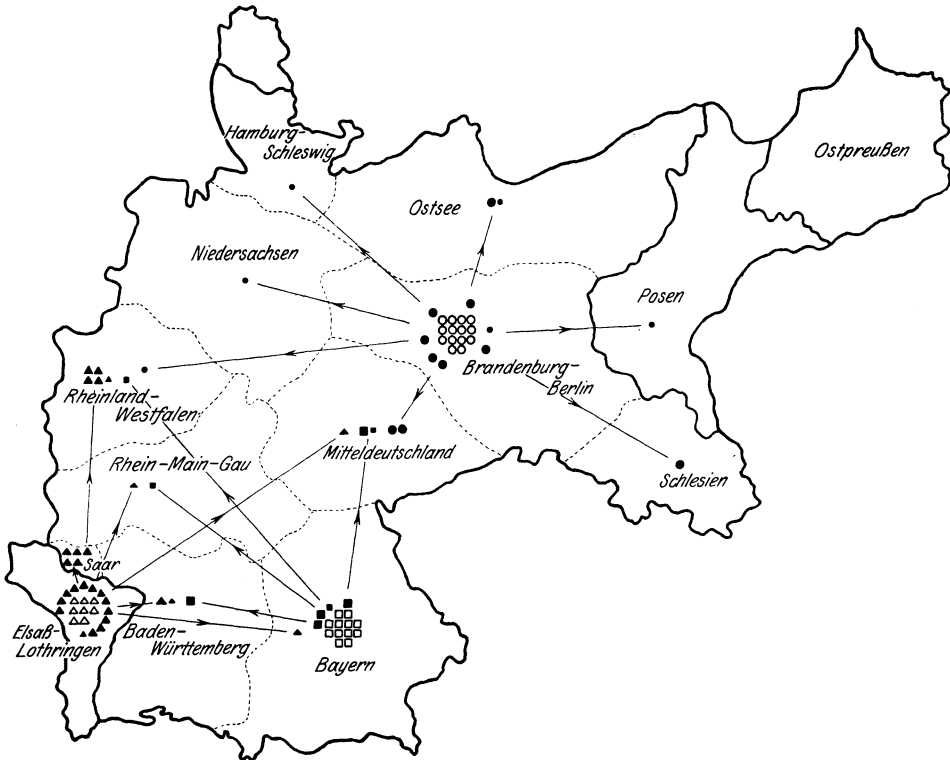 Hamburg-
Schleswig
Ostpreußen
Ostsee
Niedersachsen
Posen
Brandenburg-
Berlin
Rheinland-
Westfalen
Mitteldeutschland
Rhein-Main-Gau
Schlesien
Saar
Elsaß-
Lothringen
Baden-
Württemberg
Bayern